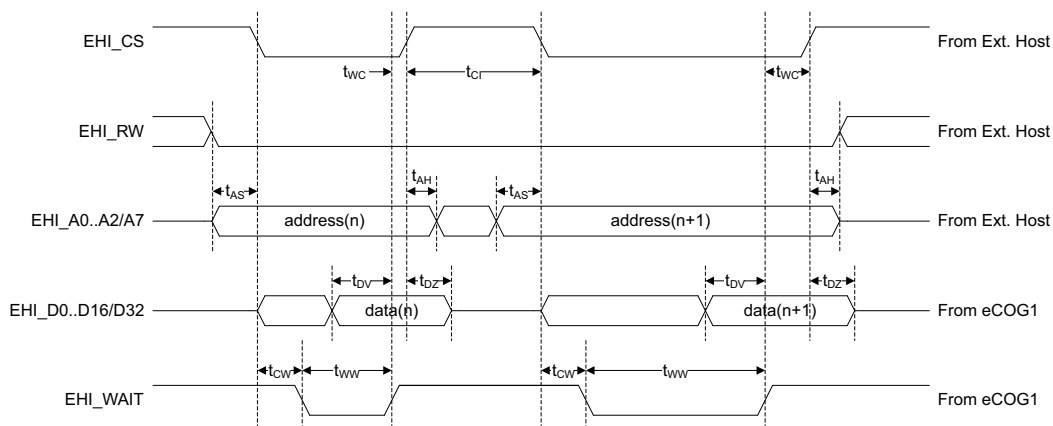 EHI_CS From Ext. Host
tWC tCI tWC
EHI_RW From Ext. Host
tAS tAH tAS tAH
EHI_A0..A2/A7 address(n) address(n+1) From Ext. Host
tDV tDZ tDV tDZ
EHI_D0..D16/D32 data(n) data(n+1) From eCOG1
tCW tWW tCW tWW
EHI_WAIT From eCOG1